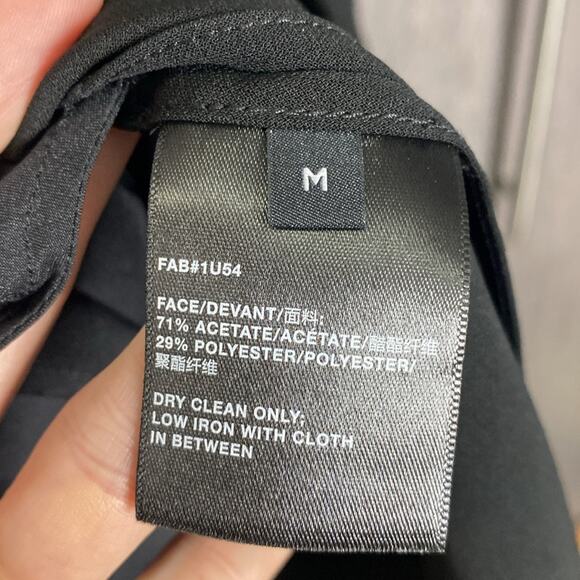 M
FAB#1U54
FACE/DEVANT/面料;
71% ACETATE/ACÉTATE/醋酯纤维
29% POLYESTER/POLYESTER/
聚酯纤维
DRY CLEAN ONLY;
LOW IRON WITH CLOTH
IN BETWEEN